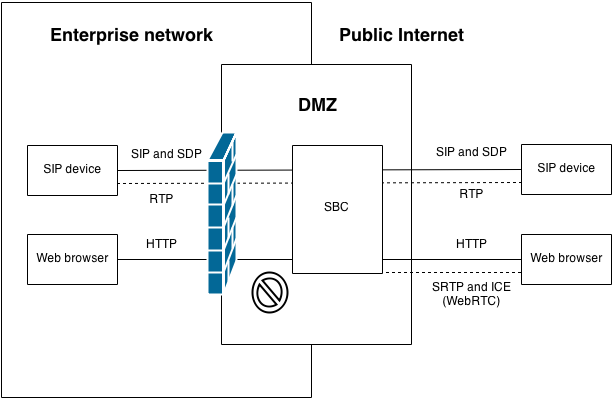 Enterprise network
Public Internet
DMZ
SIP and SDP
SIP and SDP
SIP device
SIP device
RTP
RTP
SBC
HTTP
HTTP
Web browser
Web browser
SRTP and ICE
(WebRTC)